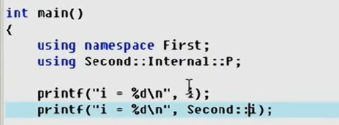 int main()
{
using namespace First;
using Second::Internal::P;
printf("i = %d\n", i);
printf("i = %d\n", Second::i);